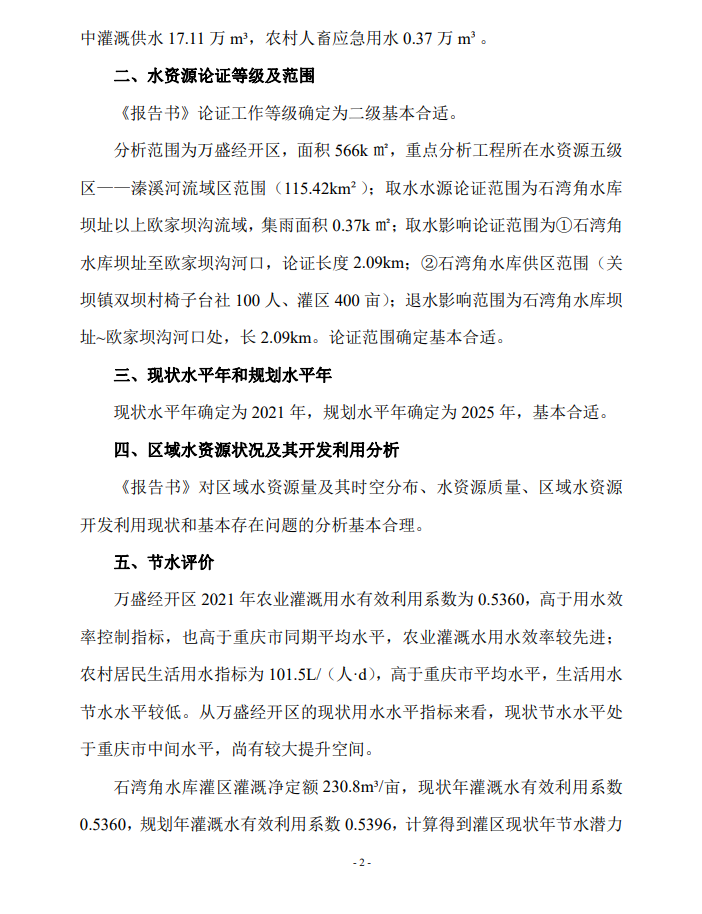 中灌溉供水 17.11 万 m³，农村人畜应急用水 0.37 万 m³ 。
二、水资源论证等级及范围
《报告书》论证工作等级确定为二级基本合适。
分析范围为万盛经开区，面积 566k ㎡，重点分析工程所在水资源五级
区——溱溪河流域区范围（115.42km²）；取水水源论证范围为石湾角水库
坝址以上欧家坝沟流域，集雨面积 0.37k ㎡；取水影响论证范围为①石湾角
水库坝址至欧家坝沟河口，论证长度 2.09km；②石湾角水库供区范围（关
坝镇双坝村椅子台社 100 人、灌区 400 亩）；退水影响范围为石湾角水库坝
址~欧家坝沟河口处，长 2.09km。论证范围确定基本合适。
三、现状水平年和规划水平年
现状水平年确定为 2021 年，规划水平年确定为 2025 年，基本合适。
四、区域水资源状况及其开发利用分析
《报告书》对区域水资源量及其时空分布、水资源质量、区域水资源
开发利用现状和基本存在问题的分析基本合理。
五、节水评价
万盛经开区 2021 年农业灌溉用水有效利用系数为 0.5360，高于用水效
率控制指标，也高于重庆市同期平均水平，农业灌溉水用水效率较先进；
农村居民生活用水指标为 101.5L/（人·d），高于重庆市平均水平，生活用水
节水水平较低。从万盛经开区的现状用水水平指标来看，现状节水水平处
于重庆市中间水平，尚有较大提升空间。
石湾角水库灌区灌溉净定额 230.8m³/亩，现状年灌溉水有效利用系数
0.5360，规划年灌溉水有效利用系数 0.5396，计算得到灌区现状年节水潜力
- 2 -